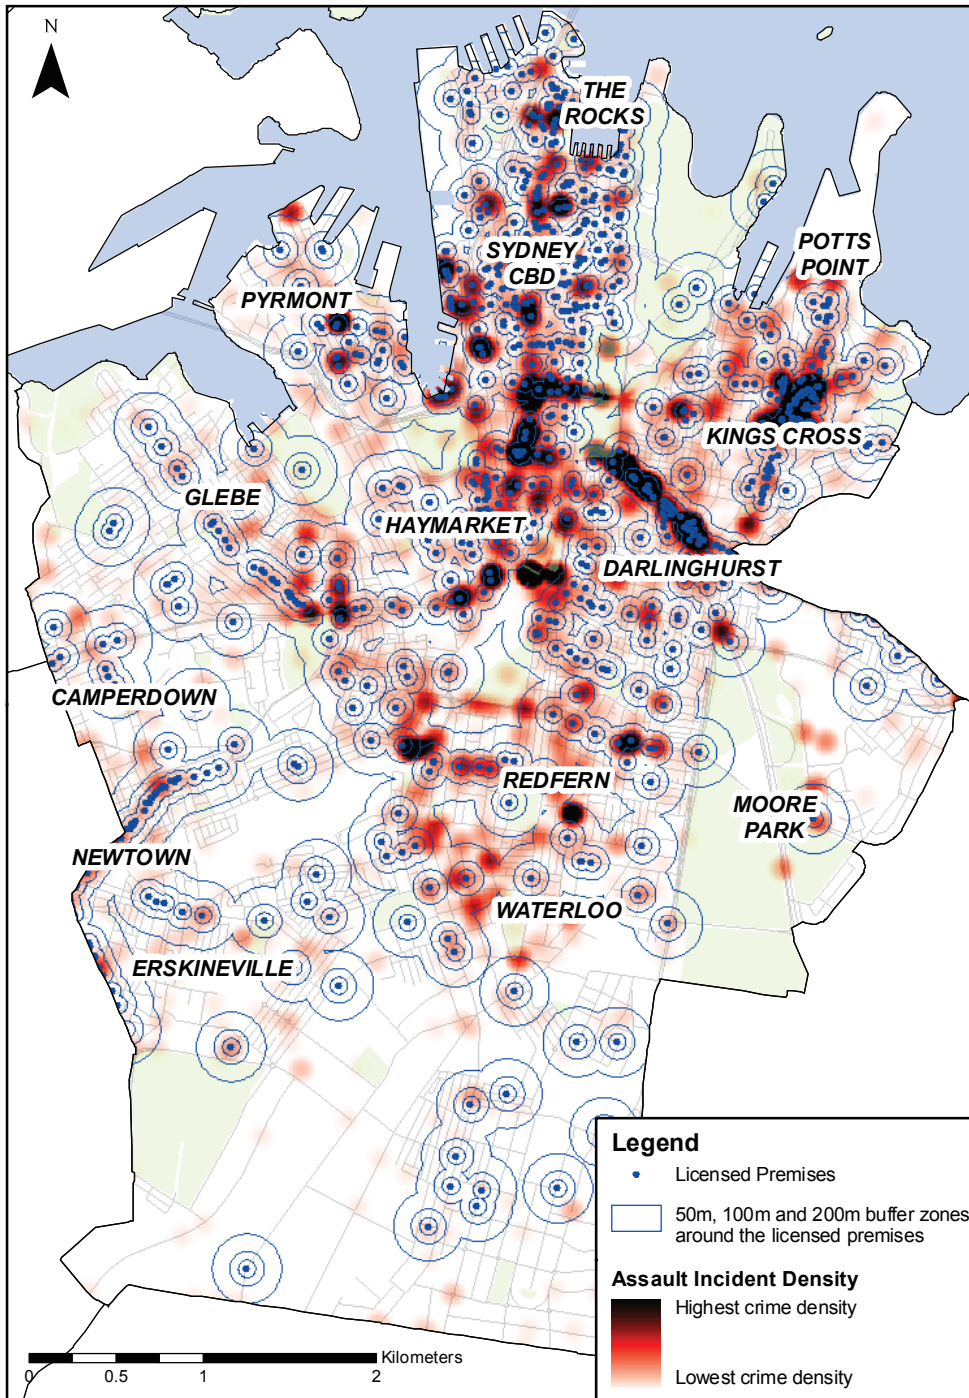 N
THE
ROCKS
POTTS
POINT
SYDNEY
CBD
PYRMONT
KINGS CROSS
GLEBE
HAYMARKET
DARLINGHURST
CAMPERDOWN
REDFERN
MOORE
PARK
NEWTOWN
WATERLOO
ERSKINEVILLE
Legend
Licensed Premises
50m, 100m and 200m buffer zones
around the licensed premises
Assault Incident Density
Highest crime density
Lowest crime density
Kilometers
0 0.5 1 2